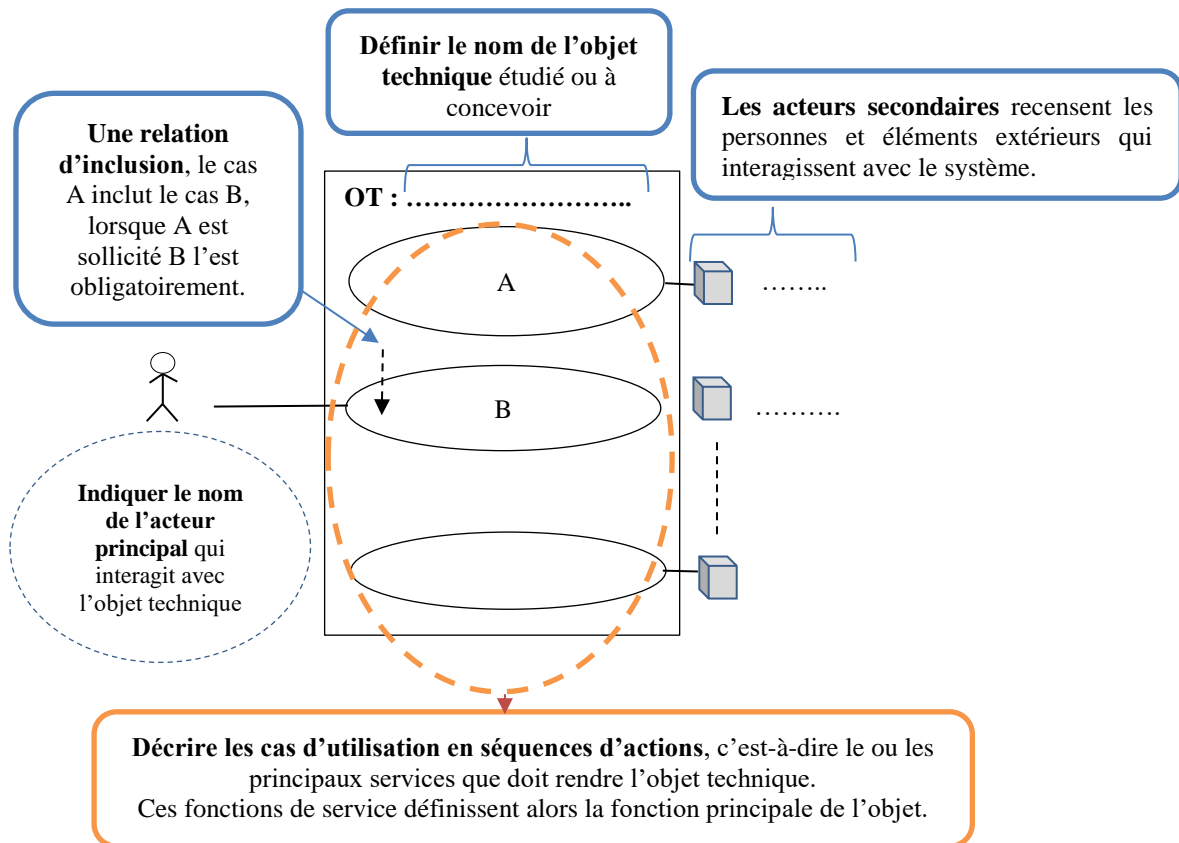 Définir le nom de l’objet
technique étudié ou à
concevoir
Les acteurs secondaires recensent les
personnes et éléments extérieurs qui
interagissent avec le système.
Une relation
d’inclusion, le cas
A inclut le cas B,
lorsque A est
sollicité B l’est
obligatoirement.
OT : ……………………..
A
……..
B
……….
Indiquer le nom
de l’acteur
principal qui
interagit avec
l’objet technique
Décrire les cas d’utilisation en séquences d’actions, c’est-à-dire le ou les
principaux services que doit rendre l’objet technique.
Ces fonctions de service définissent alors la fonction principale de l’objet.